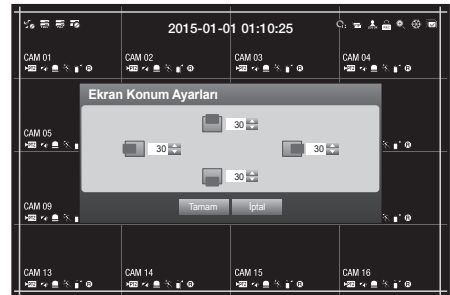 2015-01-01 01:10:25
CAM 01 CAM 02 CAM 03 CAM 04
Ekran Konum Ayarları
30
CAM 05
30 30
30
CAM 09
Tamam İptal
CAM 13 CAM 14 CAM 15 CAM 16